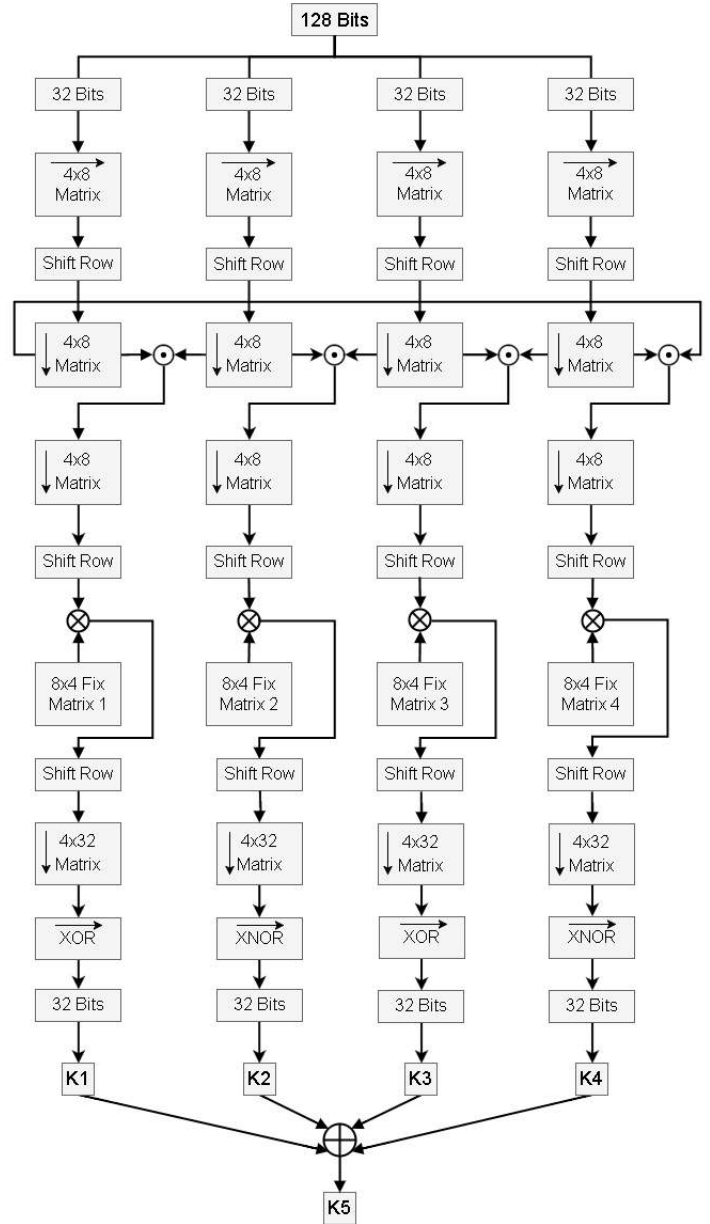 128 Bits
32 Bits 32 Bits 32 Bits 32 Bits
4x8 4x8 4x8 4x8
Matrix Matrix Matrix Matrix
Shift Row Shift Row Shift Row Shift Row
4x8 4x8 4x8 4x8
Matrix Matrix Matrix Matrix
4x8 4x8 4x8 4x8
Matrix Matrix Matrix Matrix
Shift Row Shift Row Shift Row Shift Row
8x4 Fix 8x4 Fix 8x4 Fix 8x4 Fix
Matrix 1 Matrix 2 Matrix 3 Matrix 4
Shift Row Shift Row Shift Row Shift Row
4x32 4x32 4x32 4x32
Matrix Matrix Matrix Matrix
XOR XNOR XOR XNOR
32 Bits 32 Bits 32 Bits 32 Bits
K1 K2 K3 K4
K5